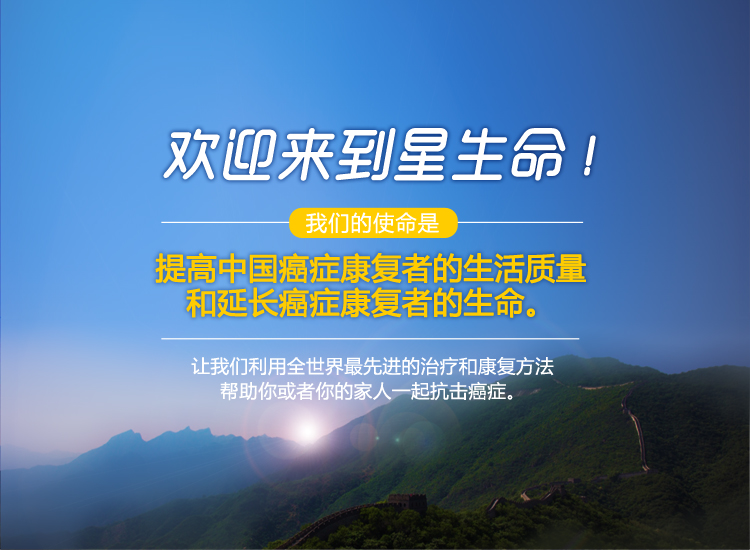 欢迎来到星生命！
我们的使命是
提高中国癌症康复者的生活质量
和延长癌症康复者的生命。
让我们利用全世界最先进的治疗和康复方法
帮助你或者你的家人一起抗击癌症。